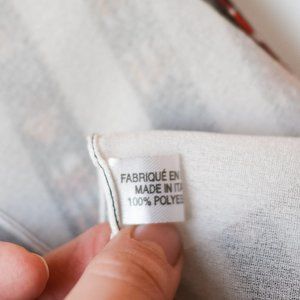 FABRIQUÉ EN
MADE IN ITA
100% POLYES